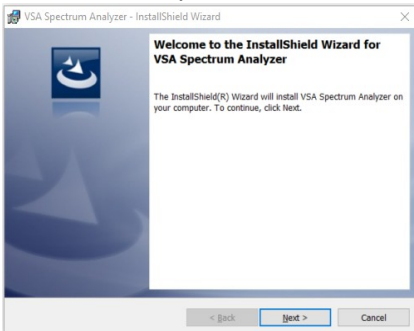 VSA Spectrum Analyzer - InstallShield Wizard
Welcome to the InstallShield Wizard for
VSA Spectrum Analyzer
The InstallShield(R) Wizard will install VSA Spectrum Analyzer on
your computer. To continue, click Next.
< Back
Next >
Cancel